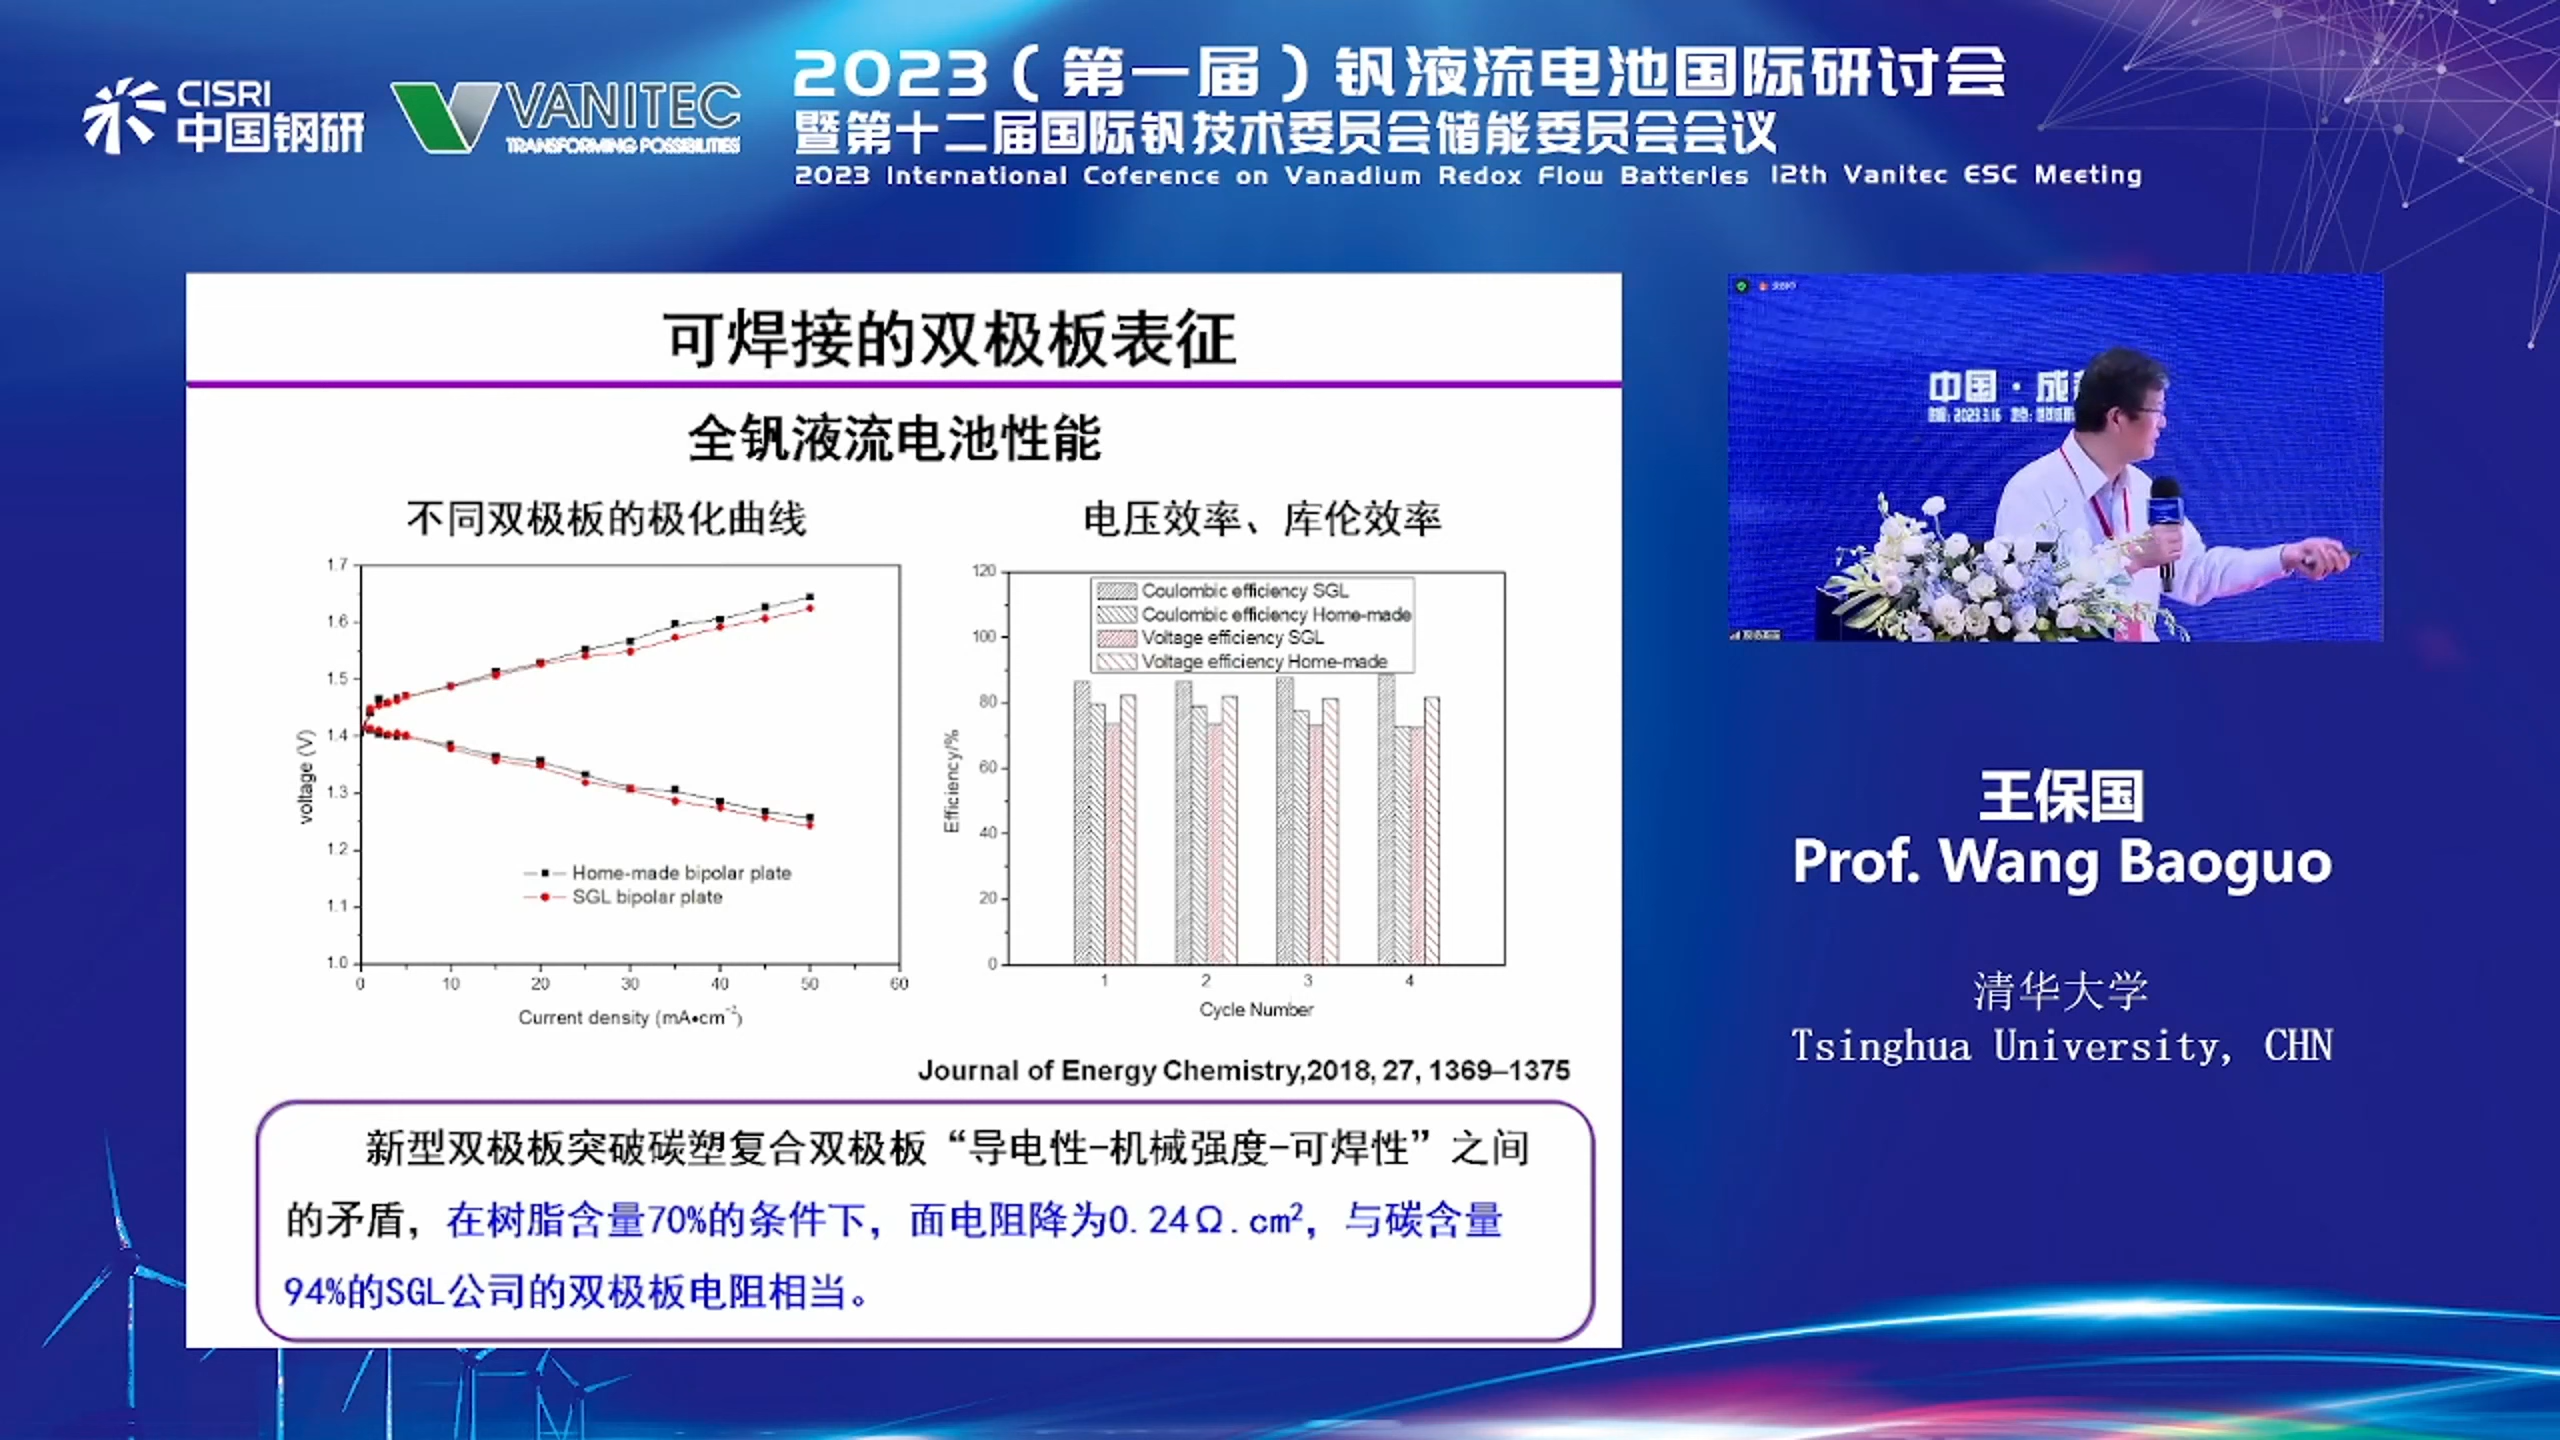 CISRI
中国钢研
VANITEC
TRANSFORMING POSSIBILITIES
2023（第一届）钒液流电池国际研讨会
暨第十二届国际钒技术委员会储能委员会会议
2023 International Coference on Vanadium Redox Flow Batteries 12th Vanitec ESC Meeting
可焊接的双极板表征
全钒液流电池性能
不同双极板的极化曲线
1.7
1.6
1.5
1.4
1.3
1.2
1.1
1.0
voltage (V)
0 10 20 30 40 50 60
Current density (mA•cm⁻²)
Home-made bipolar plate
SGL bipolar plate
电压效率、库伦效率
120
100
80
60
40
20
0
Efficiency/%
Coulombic efficiency SGL
Coulombic efficiency Home-made
Voltage efficiency SGL
Voltage efficiency Home-made
1 2 3 4
Cycle Number
Journal of Energy Chemistry,2018, 27, 1369–1375
新型双极板突破碳塑复合双极板“导电性-机械强度-可焊性”之间
的矛盾，在树脂含量70%的条件下，面电阻降为0.24Ω.cm²，与碳含量
94%的SGL公司的双极板电阻相当。
中国·成
2023.3.16
王保国
Prof. Wang Baoguo
清华大学
Tsinghua University, CHN